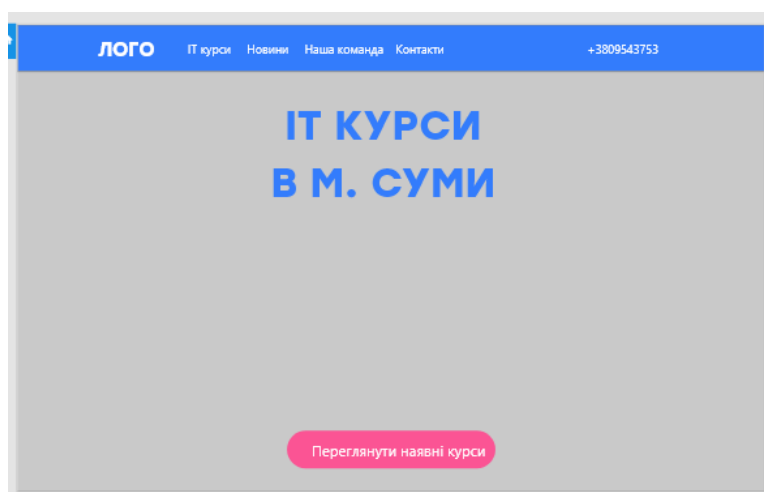 ЛОГО IT курси Новини Наша команда Контакти +3809543753
IT КУРСИ
В М. СУМИ
Переглянути наявні курси